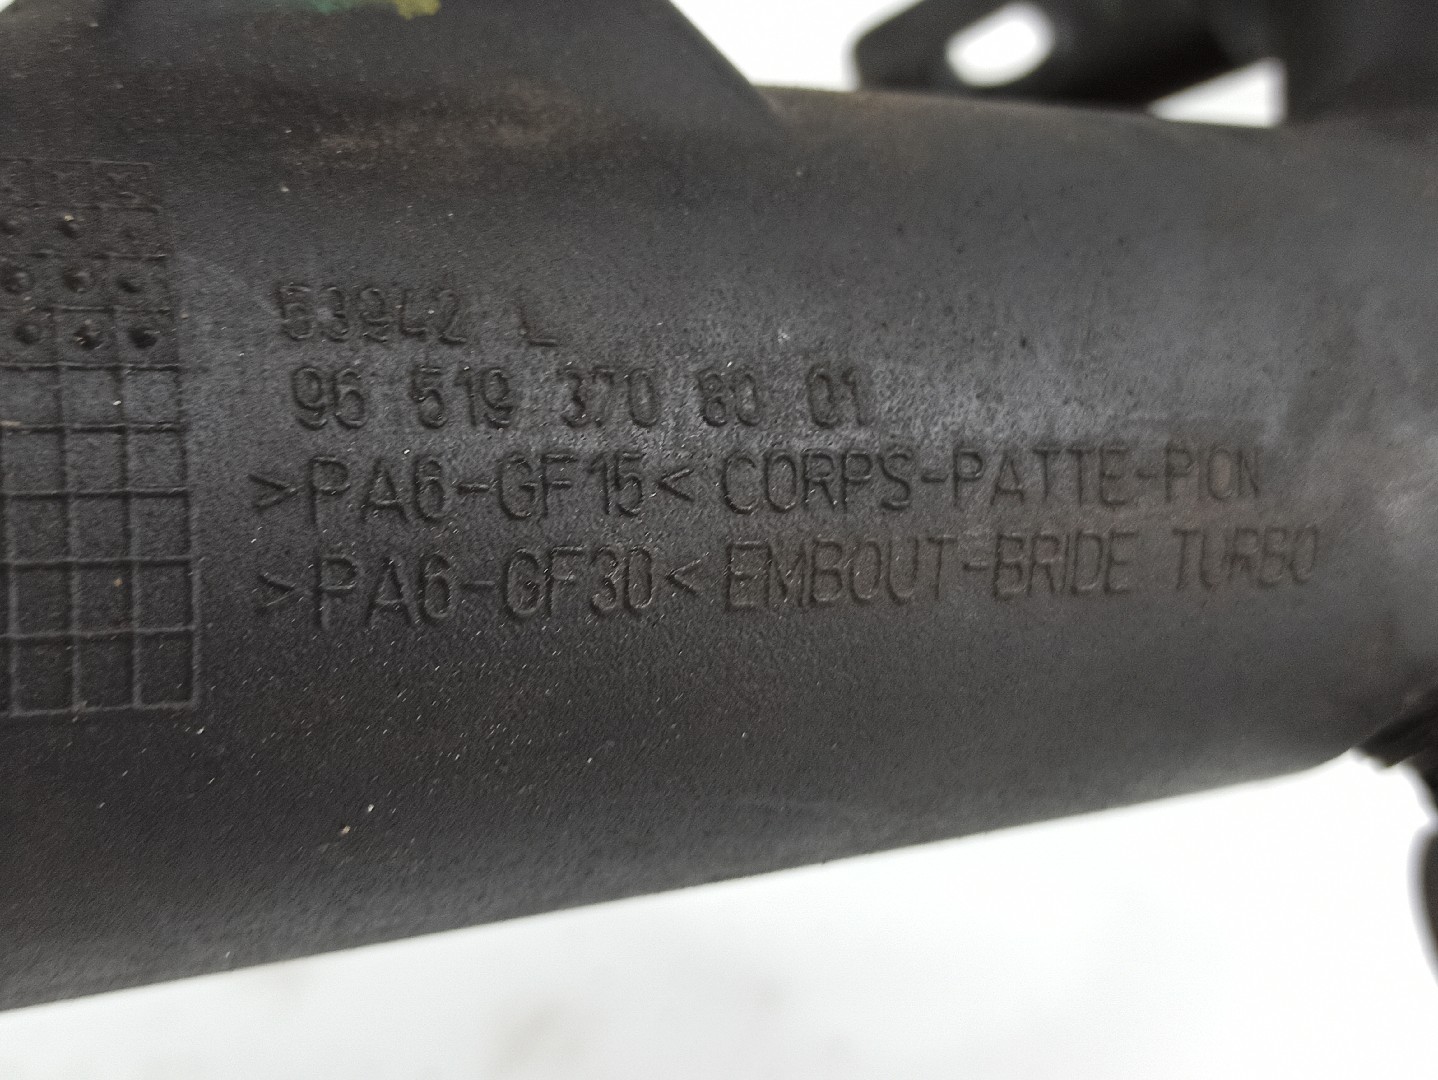 53942 L
96 519 370 80 01
>PA6-GF15< CORPS-PATTE-PION
>PA6-GF30< EMBOUT-BRIDE TURBO